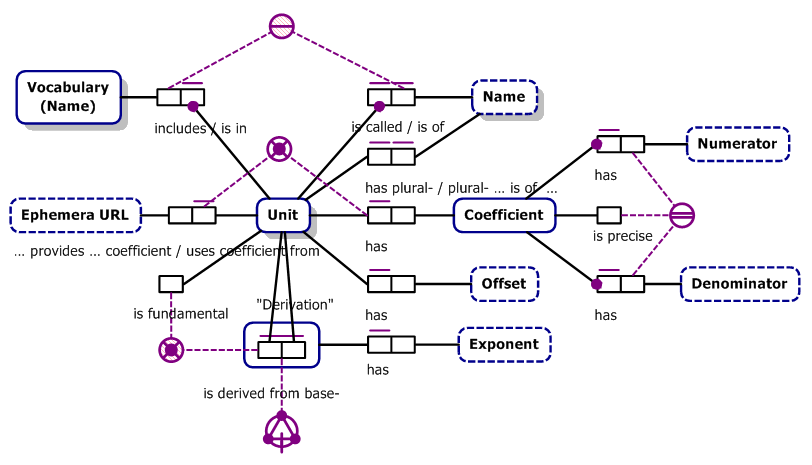 Vocabulary
(Name)
includes / is in
is called / is of
Name
has plural- / plural- ... is of ...
Numerator
has
Ephemera URL
Unit
has
Coefficient
is precise
... provides ... coefficient / uses coefficient from
is fundamental
"Derivation"
has
Offset
has
Denominator
has
Exponent
is derived from base-